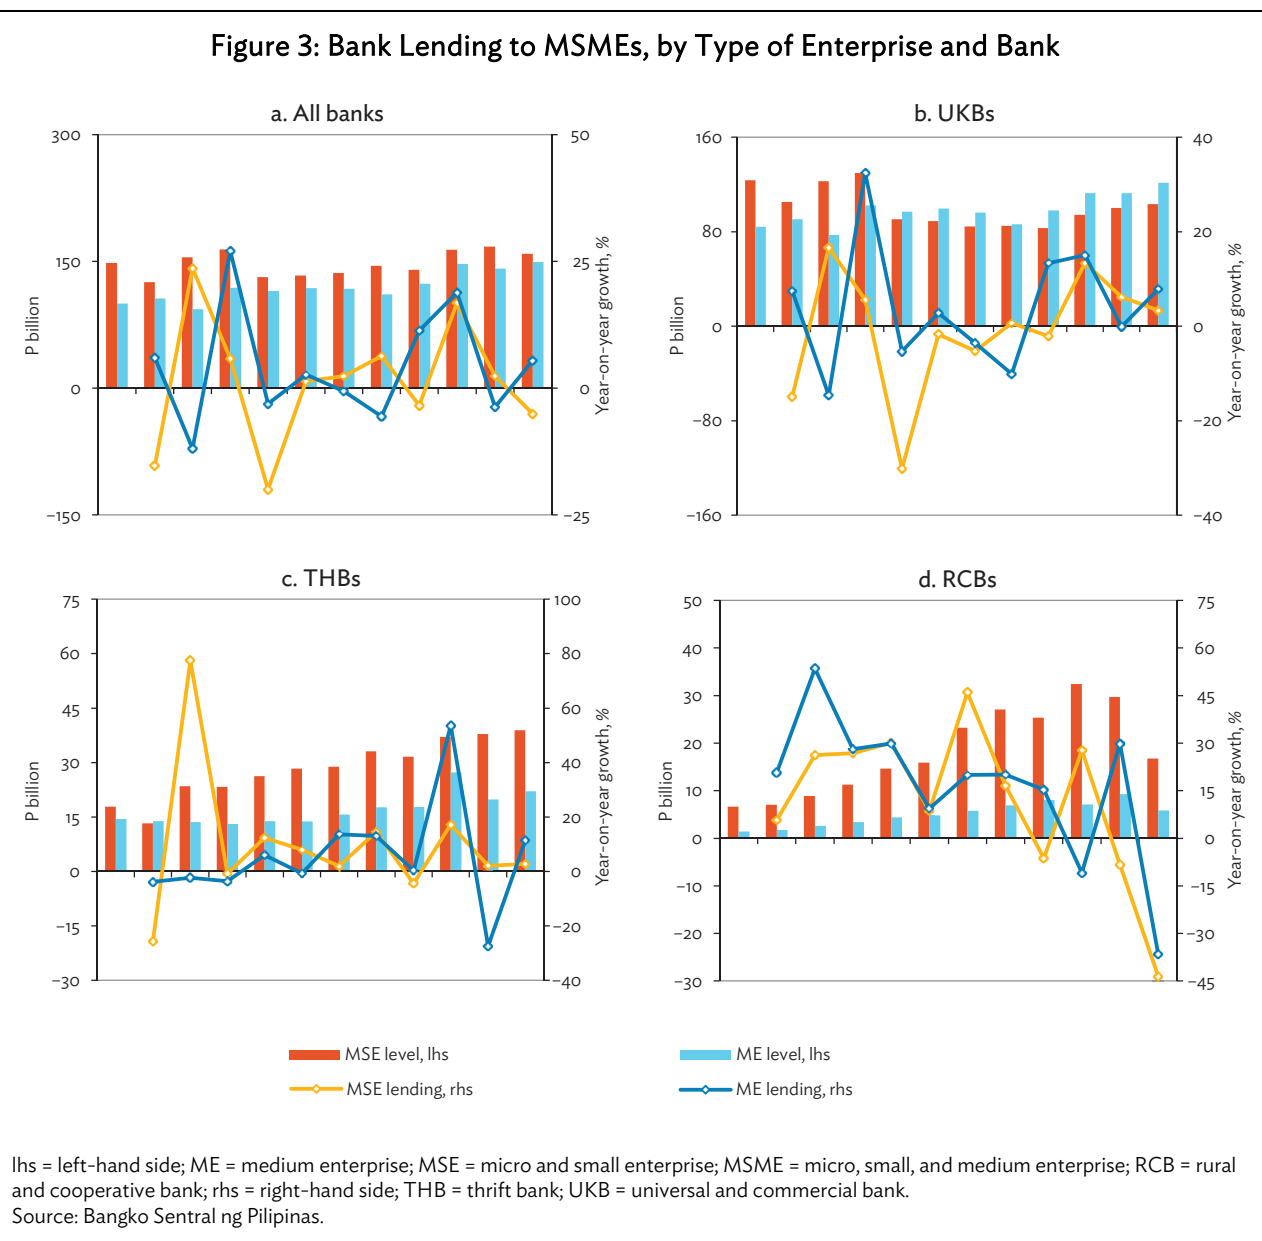 Figure 3: Bank Lending to MSMEs, by Type of Enterprise and Bank
a. All banks
300
150
0
−150
50
25
0
−25
P billion
Year-on-year growth, %
b. UKBs
160
80
0
−80
−160
40
20
0
−20
−40
P billion
Year-on-year growth, %
c. THBs
75
60
45
30
15
0
−15
−30
100
80
60
40
20
0
−20
−40
P billion
Year-on-year growth, %
d. RCBs
50
40
30
20
10
0
−10
−20
−30
75
60
45
30
15
0
−15
−30
−45
P billion
Year-on-year growth, %
MSE level, lhs
ME level, lhs
MSE lending, rhs
ME lending, rhs
lhs = left-hand side; ME = medium enterprise; MSE = micro and small enterprise; MSME = micro, small, and medium enterprise; RCB = rural
and cooperative bank; rhs = right-hand side; THB = thrift bank; UKB = universal and commercial bank.
Source: Bangko Sentral ng Pilipinas.